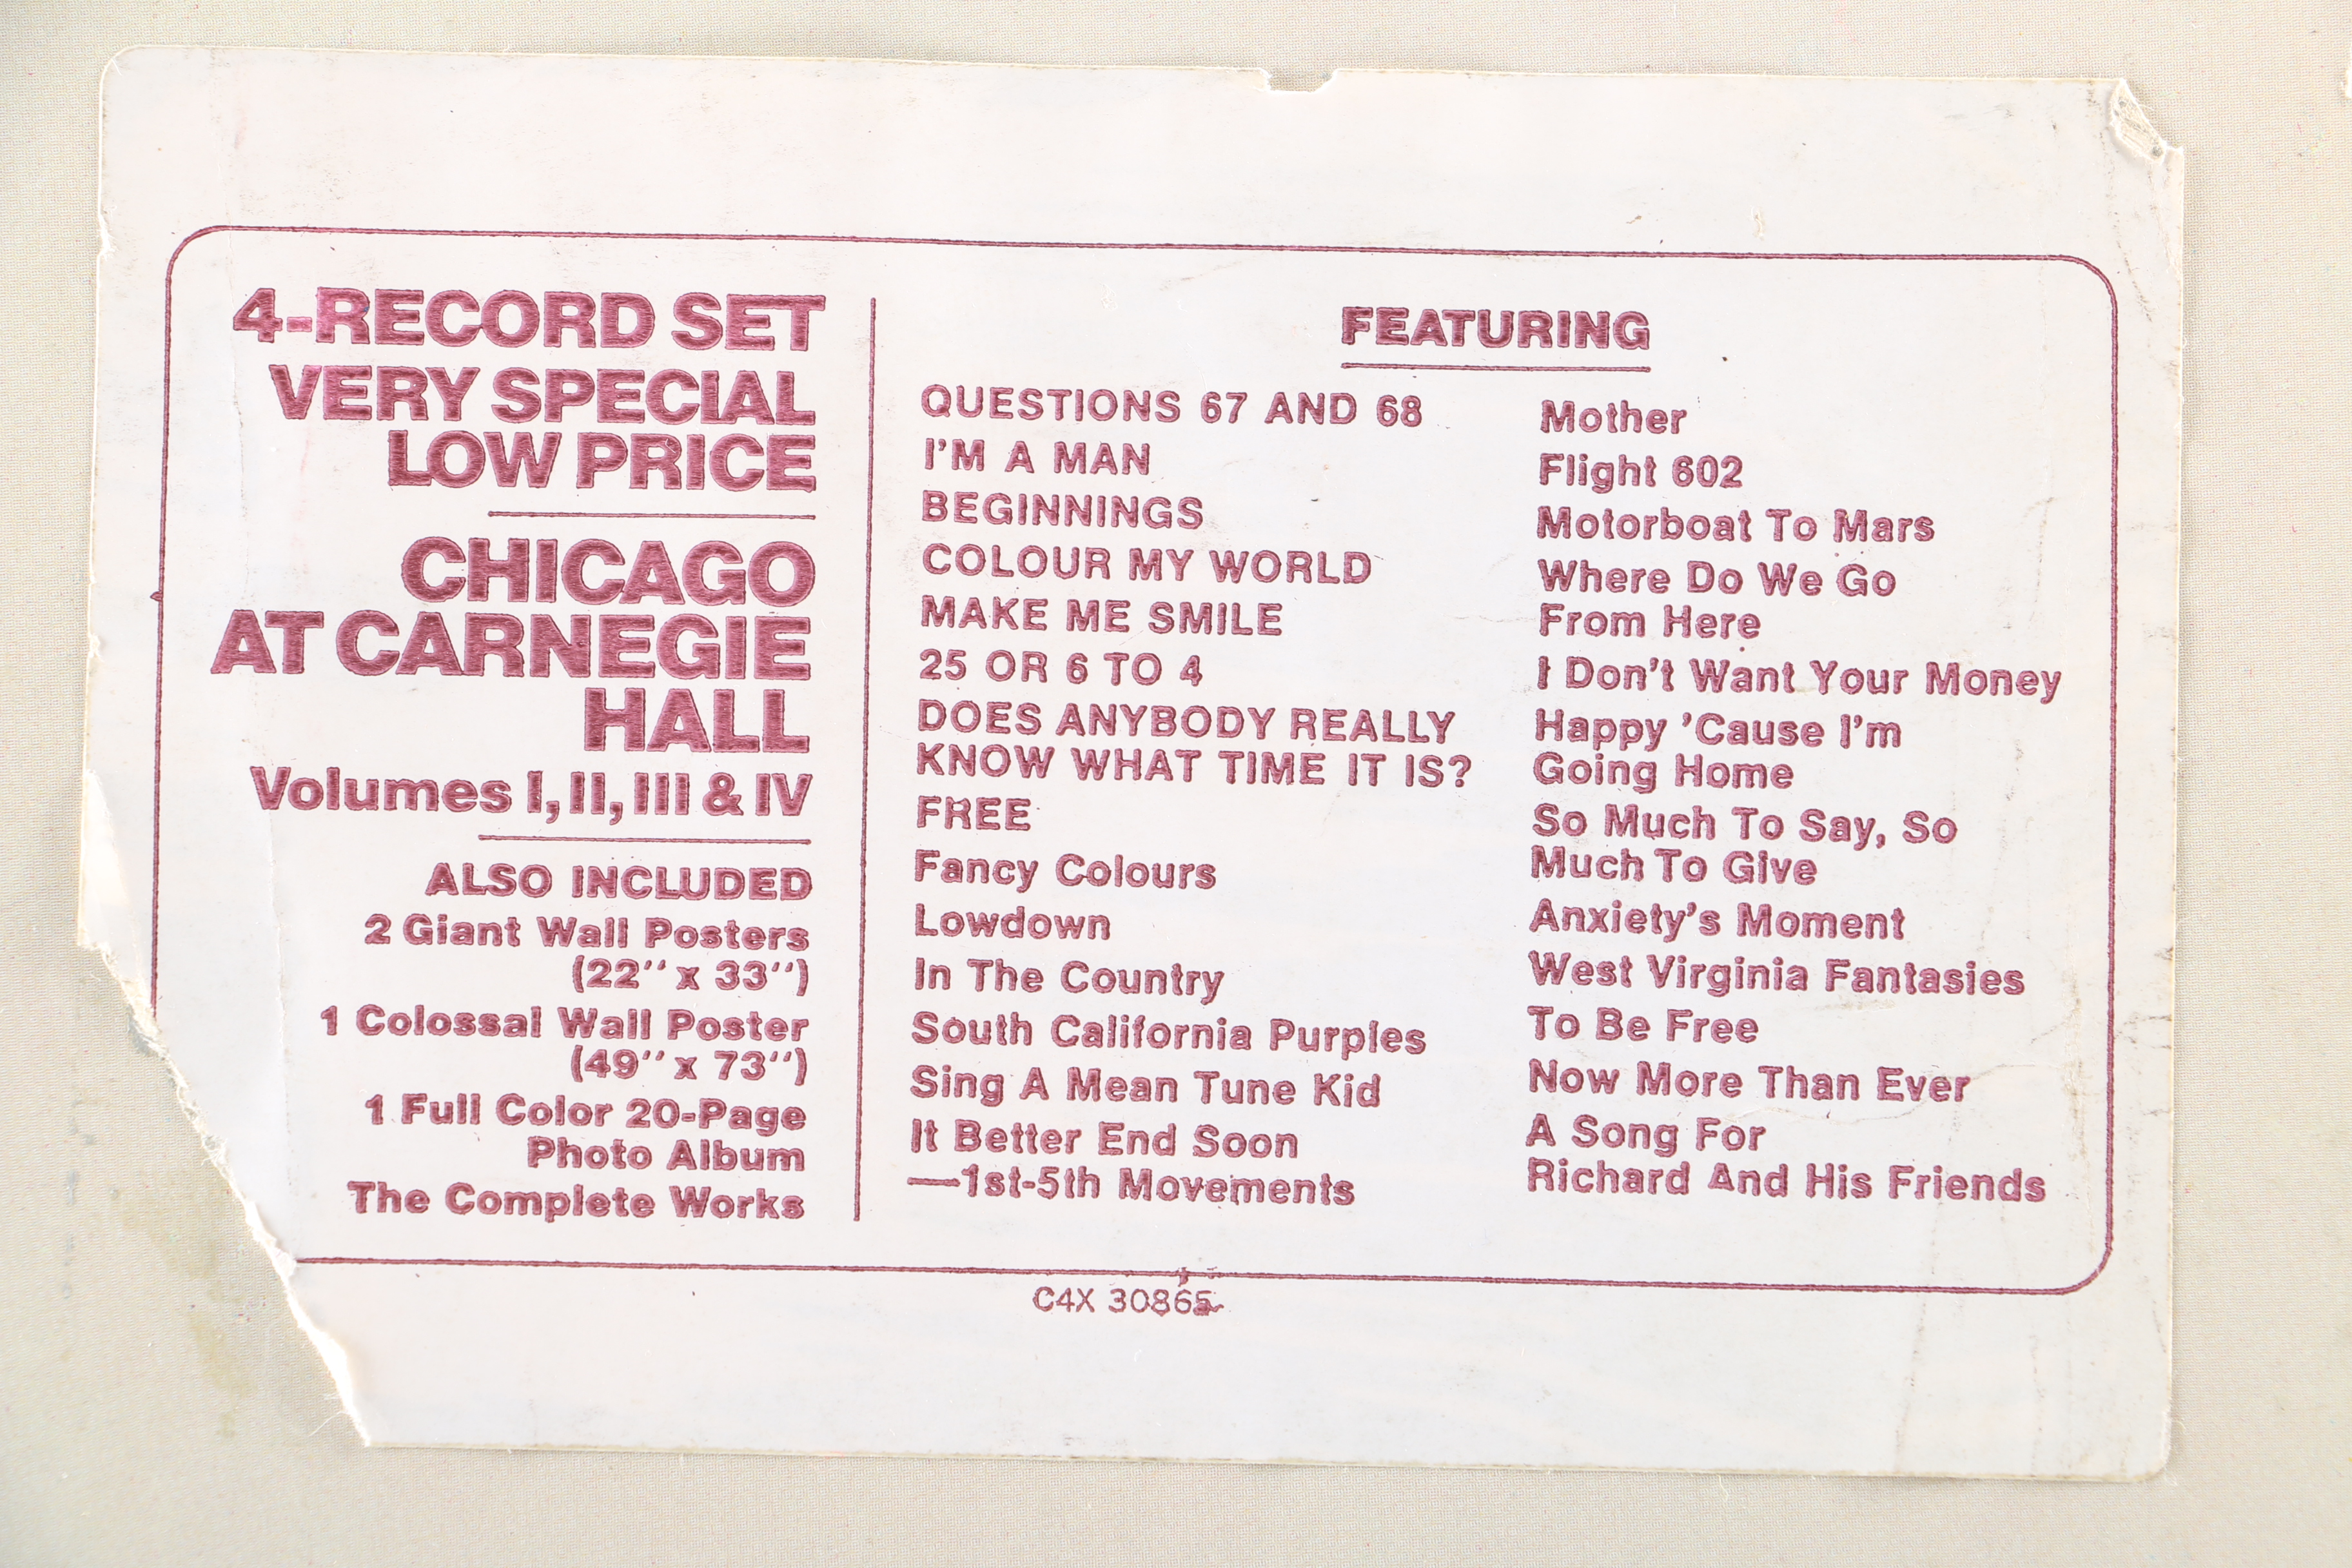 4-RECORD SET
VERY SPECIAL
LOW PRICE
CHICAGO
AT CARNEGIE
HALL
Volumes I, II, III & IV
ALSO INCLUDED
2 Giant Wall Posters
(22″ x 33″)
1 Colossal Wall Poster
(49″ x 73″)
1 Full Color 20-Page
Photo Album
The Complete Works
FEATURING
QUESTIONS 67 AND 68
I'M A MAN
BEGINNINGS
COLOUR MY WORLD
MAKE ME SMILE
25 OR 6 TO 4
DOES ANYBODY REALLY
KNOW WHAT TIME IT IS?
FREE
Fancy Colours
Lowdown
In The Country
South California Purples
Sing A Mean Tune Kid
It Better End Soon
—1st-5th Movements
Mother
Flight 602
Motorboat To Mars
Where Do We Go
From Here
I Don't Want Your Money
Happy 'Cause I'm
Going Home
So Much To Say, So
Much To Give
Anxiety's Moment
West Virginia Fantasies
To Be Free
Now More Than Ever
A Song For
Richard And His Friends
C4X 30865